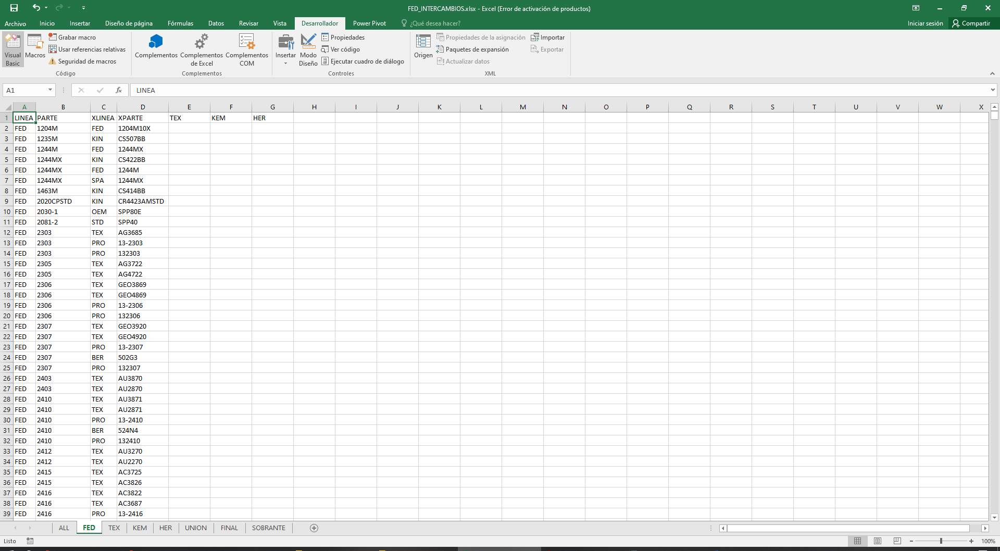 FED_INTERCAMBIOS.xlsx - Excel (Error de activación de productos)
Archivo Inicio Insertar Diseño de página Fórmulas Datos Revisar Vista Desarrollador Power Pivot ¿Qué desea hacer? Iniciar sesión Compartir
Visual Basic
Macros
Grabar macro
Usar referencias relativas
Seguridad de macros
Código
Complementos
Complementos de Excel
Complementos COM
Complementos
Insertar
Modo Diseño
Propiedades
Ver código
Ejecutar cuadro de diálogo
Controles
Origen
Propiedades de la asignación
Paquetes de expansión
Actualizar datos
Importar
Exportar
XML
A1 fx LINEA
A B C D E F G H I J K L M N O P Q R S T U V W X
1 LINEA PARTE XLINEA XPARTE TEX KEM HER
2 FED 1204M FED 1204M10X
3 FED 1235M KIN CS507BB
4 FED 1244M FED 1244MX
5 FED 1244MX KIN CS422BB
6 FED 1244MX FED 1244M
7 FED 1244MX SPA 1244MX
8 FED 1463M KIN CS414BB
9 FED 2020CPSTD KIN CR4423AMSTD
10 FED 2030-1 OEM SPP80E
11 FED 2081-2 STD SPP40
12 FED 2303 TEX AG3685
13 FED 2303 PRO 13-2303
14 FED 2303 PRO 132303
15 FED 2305 TEX AG3722
16 FED 2305 TEX AG4722
17 FED 2306 TEX GEO3869
18 FED 2306 TEX GEO4869
19 FED 2306 PRO 13-2306
20 FED 2306 PRO 132306
21 FED 2307 TEX GEO3920
22 FED 2307 TEX GEO4920
23 FED 2307 PRO 13-2307
24 FED 2307 BER 502G3
25 FED 2307 PRO 132307
26 FED 2403 TEX AU3870
27 FED 2403 TEX AU2870
28 FED 2410 TEX AU3871
29 FED 2410 TEX AU2871
30 FED 2410 PRO 13-2410
31 FED 2410 BER 524N4
32 FED 2410 PRO 132410
33 FED 2412 TEX AU3270
34 FED 2412 TEX AU2270
35 FED 2415 TEX AC3725
36 FED 2415 TEX AC3826
37 FED 2416 TEX AC3822
38 FED 2416 TEX AC3687
39 FED 2416 PRO 13-2416
ALL FED TEX KEM HER UNION FINAL SOBRANTE
Listo 100%